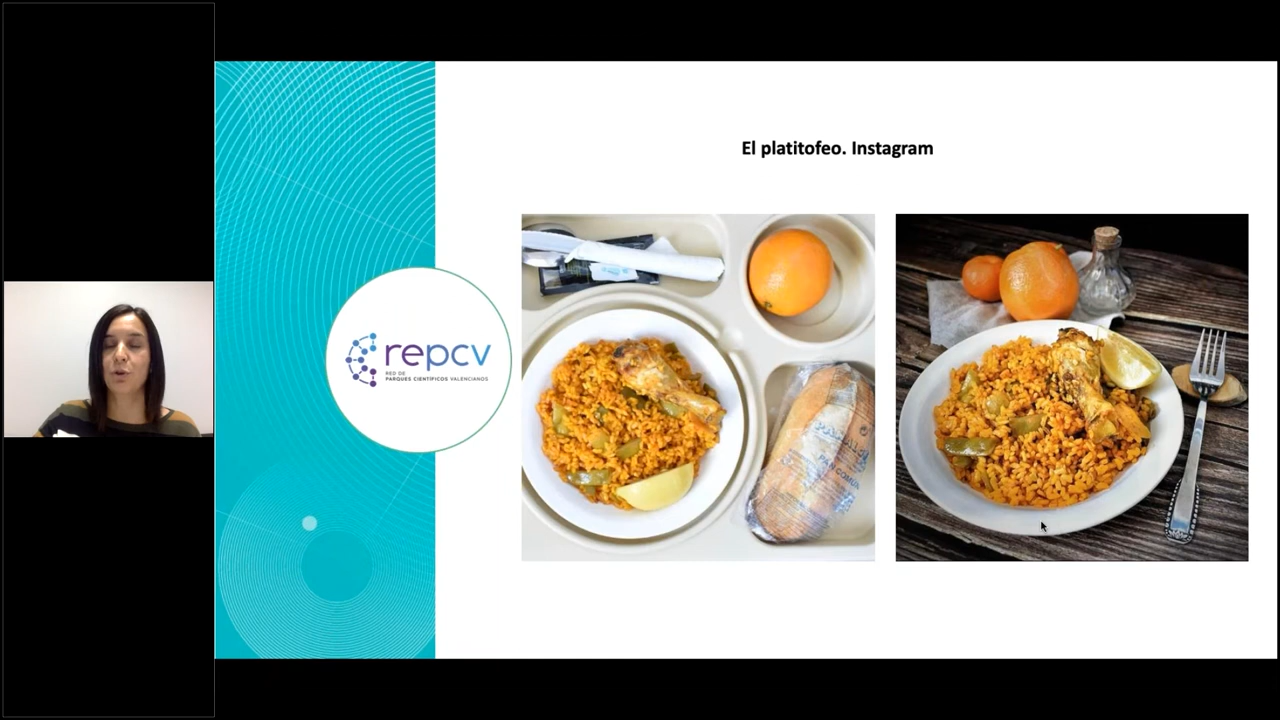 El platitofeo. Instagram
repcv
RED DE
PARQUES CIENTÍFICOS VALENCIANOS
PAN COMÚN